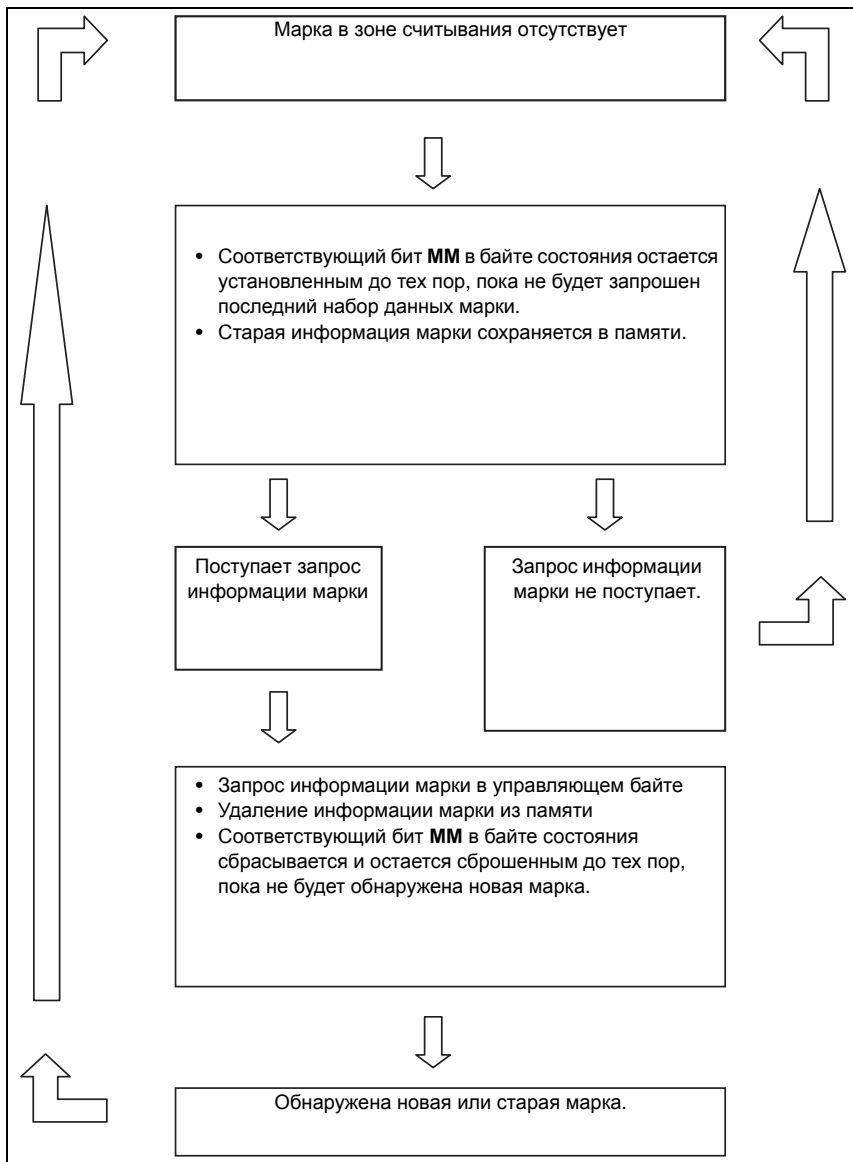 Марка в зоне считывания отсутствует
• Соответствующий бит ММ в байте состояния остается
установленным до тех пор, пока не будет запрошен
последний набор данных марки.
• Старая информация марки сохраняется в памяти.
Поступает запрос
информации марки
Запрос информации
марки не поступает.
• Запрос информации марки в управляющем байте
• Удаление информации марки из памяти
• Соответствующий бит ММ в байте состояния
сбрасывается и остается сброшенным до тех пор,
пока не будет обнаружена новая марка.
Обнаружена новая или старая марка.